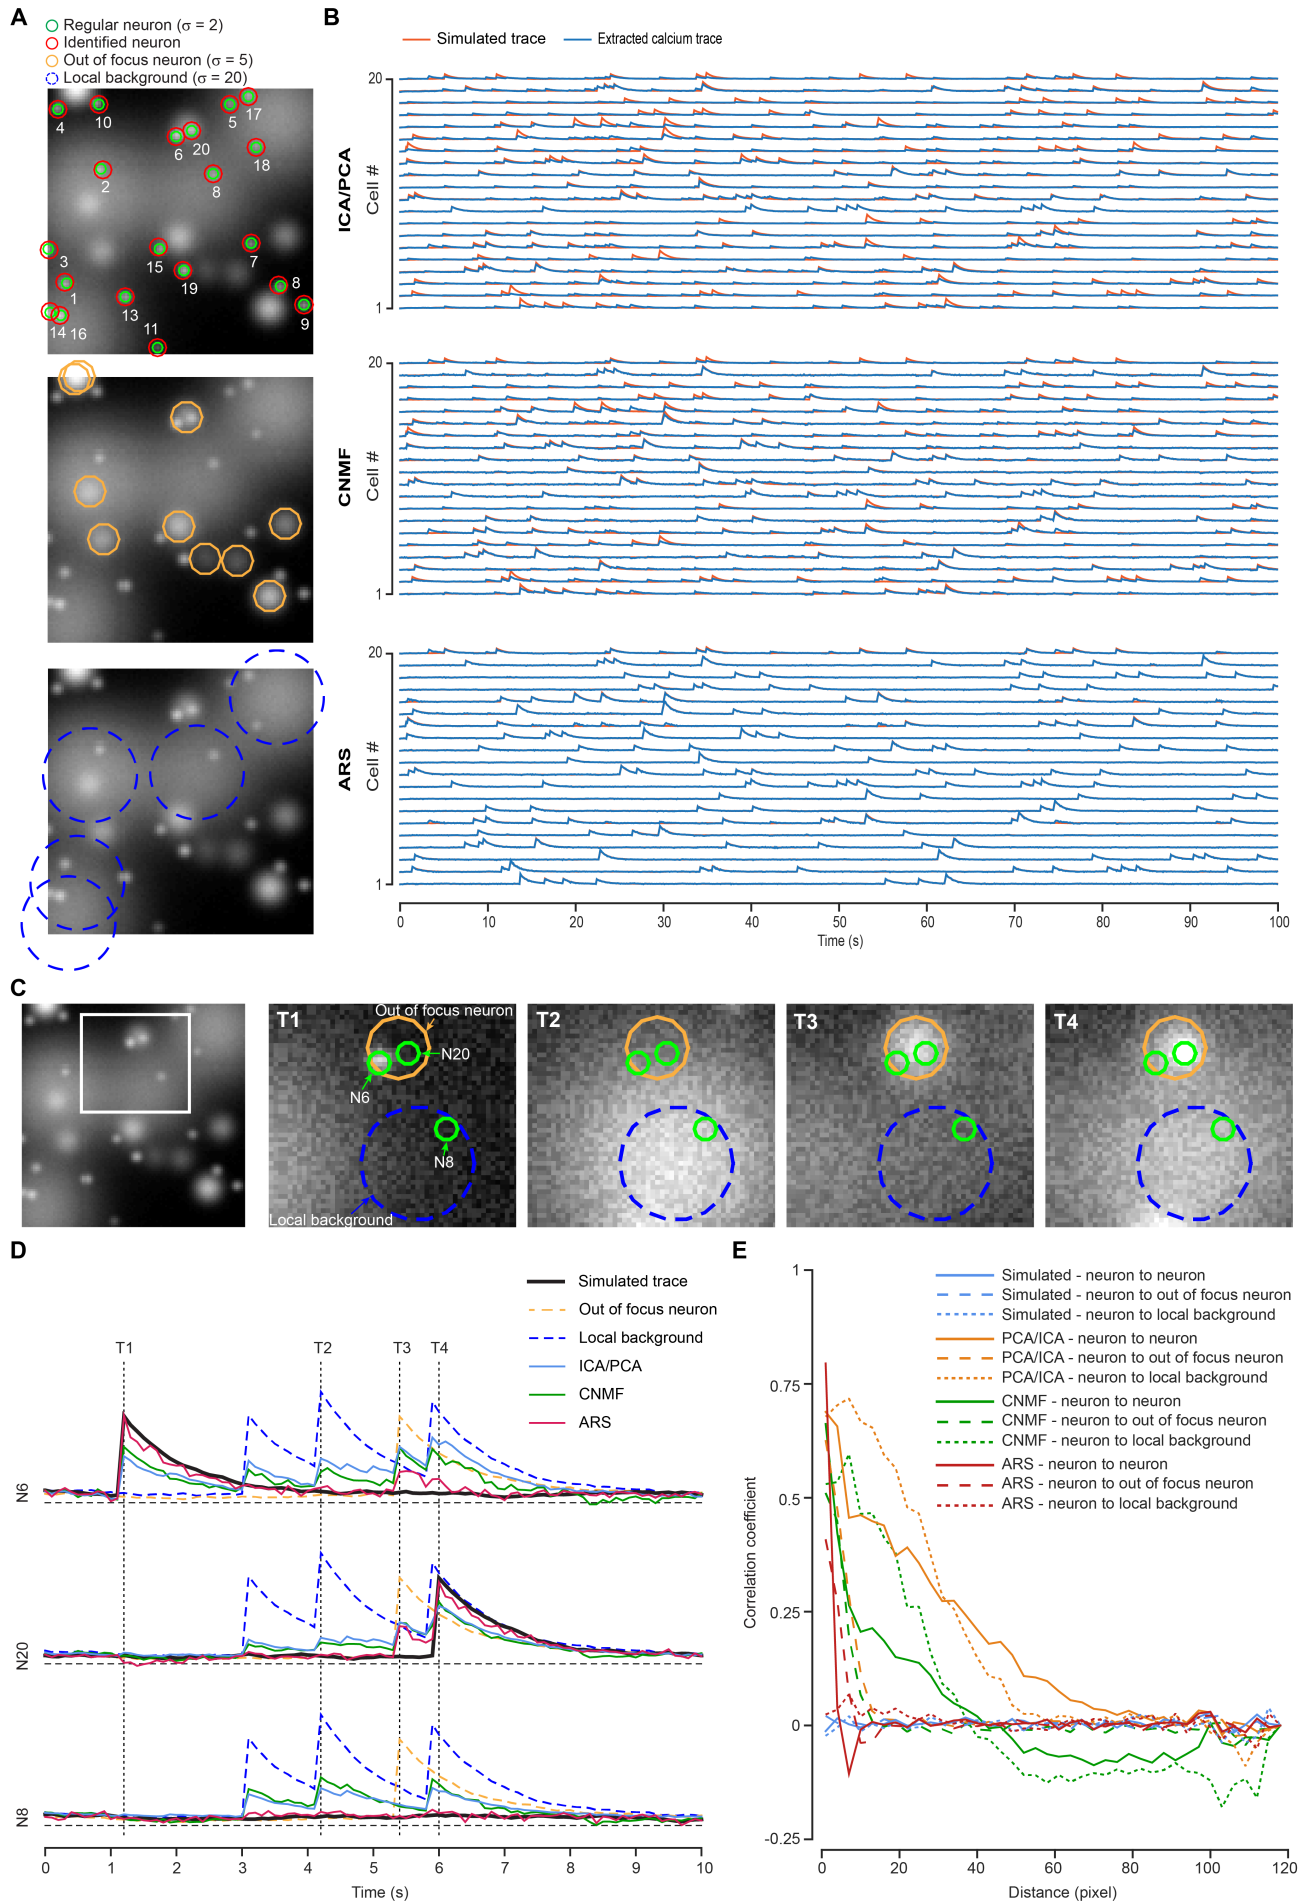 A
Regular neuron (σ = 2)
Identified neuron
Out of focus neuron (σ = 5)
Local background (σ = 20)
4
10
5
17
6
20
18
2
8
3
15
7
1
19
8
13
9
14
16
11
B
Simulated trace
Extracted calcium trace
ICA/PCA
Cell #
20
1
CNMF
Cell #
20
1
ARS
Cell #
20
1
0 10 20 30 40 50 60 70 80 90 100
Time (s)
C
T1
Out of focus neuron
N20
N6
N8
Local background
T2
T3
T4
D
Simulated trace
Out of focus neuron
Local background
ICA/PCA
CNMF
ARS
T1 T2 T3 T4
N6
N20
N8
0 1 2 3 4 5 6 7 8 9 10
Time (s)
E
Simulated - neuron to neuron
Simulated - neuron to out of focus neuron
Simulated - neuron to local background
PCA/ICA - neuron to neuron
PCA/ICA - neuron to out of focus neuron
PCA/ICA - neuron to local background
CNMF - neuron to neuron
CNMF - neuron to out of focus neuron
CNMF - neuron to local background
ARS - neuron to neuron
ARS - neuron to out of focus neuron
ARS - neuron to local background
Correlation coefficient
1
0.75
0.5
0.25
0
-0.25
0 20 40 60 80 100 120
Distance (pixel)